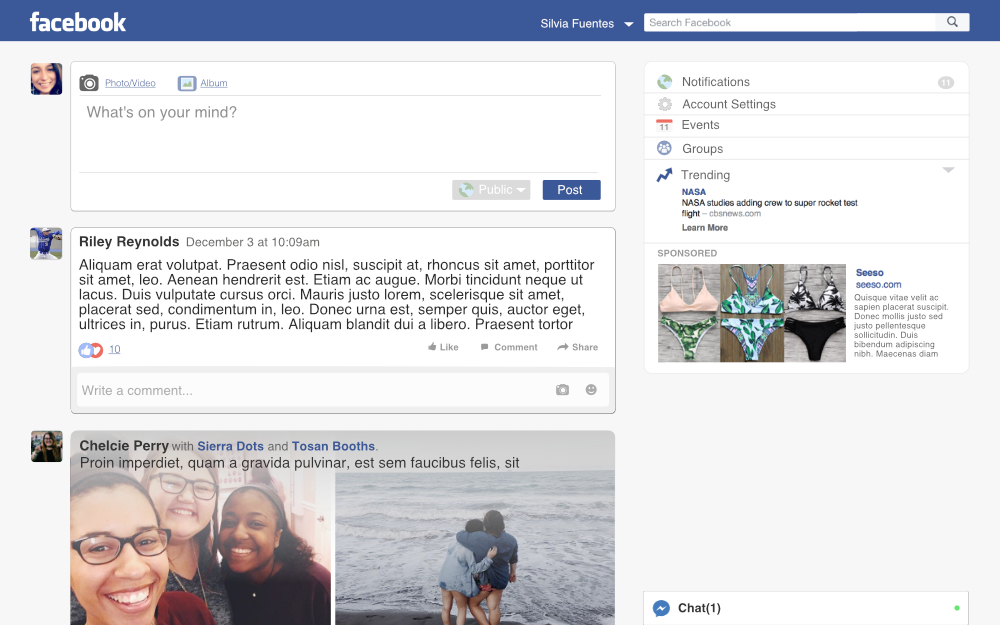 facebook
Silvia Fuentes
Search Facebook
Photo/Video
Album
What's on your mind?
Public
Post
Riley Reynolds December 3 at 10:09am
Aliquam erat volutpat. Praesent odio nisl, suscipit at, rhoncus sit amet, porttitor
sit amet, leo. Aenean hendrerit est. Etiam ac augue. Morbi tincidunt neque ut
lacus. Duis vulputate cursus orci. Mauris justo lorem, scelerisque sit amet,
placerat sed, condimentum in, leo. Donec urna est, semper quis, auctor eget,
ultrices in, purus. Etiam rutrum. Aliquam blandit dui a libero. Praesent tortor
10
Like
Comment
Share
Write a comment...
Chelcie Perry with Sierra Dots and Tosan Booths.
Proin imperdiet, quam a gravida pulvinar, est sem faucibus felis, sit
Notifications
11
Account Settings
11
Events
Groups
Trending
NASA
NASA studies adding crew to super rocket test
flight – cbsnews.com
Learn More
SPONSORED
Seeso
seeso.com
Quisque vitae velit ac
sapien placerat suscipit.
Donec mollis justo sed
justo pellentesque
sollicitudin. Duis
bibendum adipiscing
nibh. Maecenas diam
Chat(1)